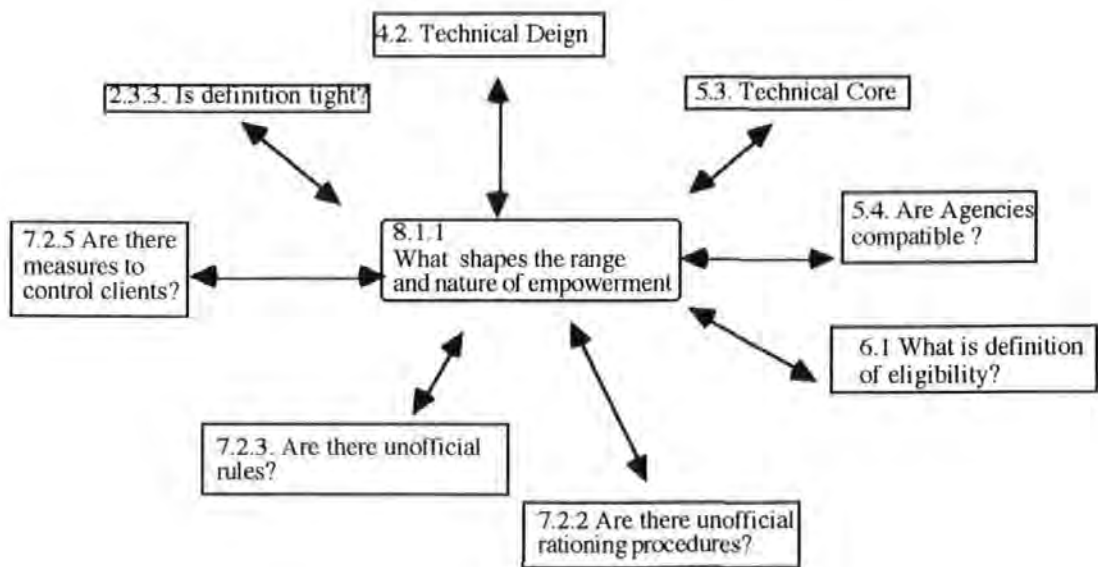 4.2. Technical Deign
2.3.3. Is definition tight?
5.3. Technical Core
7.2.5 Are there
measures to
control clients?
8.1.1
What shapes the range
and nature of empowerment
5.4. Are Agencies
compatible ?
6.1 What is definition
of eligibility?
7.2.3. Are there unofficial
rules?
7.2.2 Are there unofficial
rationing procedures?